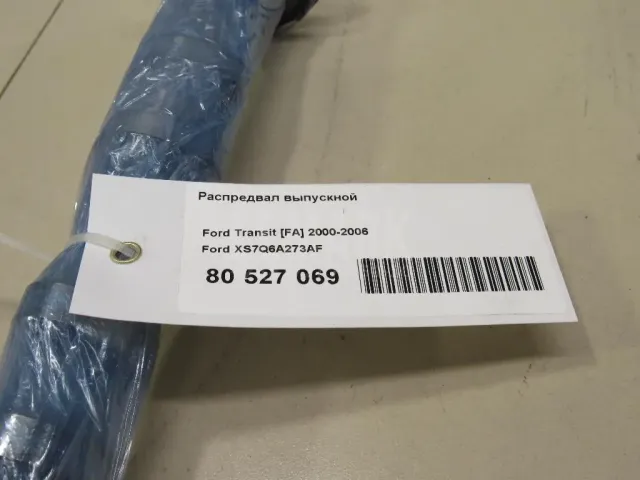 Распредвал выпускной
Ford Transit [FA] 2000-2006
Ford XS7Q6A273AF
80 527 069